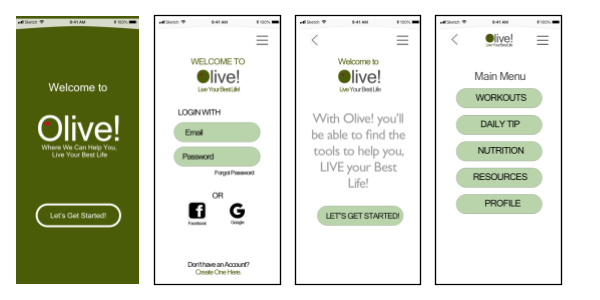 Sketch 9:41 AM 100%
Welcome to
Olive!
Where We Can Help You,
Live Your Best Life
Let's Get Started!
Sketch 9:41 AM 100%
WELCOME TO
Olive!
Live Your Best Life!
LOGIN WITH
Email
Password
Forgot Password
OR
f G
Facebook Google
Don't have an Account?
Create One Here.
Sketch 9:41 AM 100%
Welcome to
Olive!
Live Your Best Life
With Olive! you'll
be able to find the
tools to help you,
LIVE your Best
Life!
LET'S GET STARTED!
Sketch 9:41 AM 100%
Olive!
Live Your Best Life
Main Menu
WORKOUTS
DAILY TIP
NUTRITION
RESOURCES
PROFILE